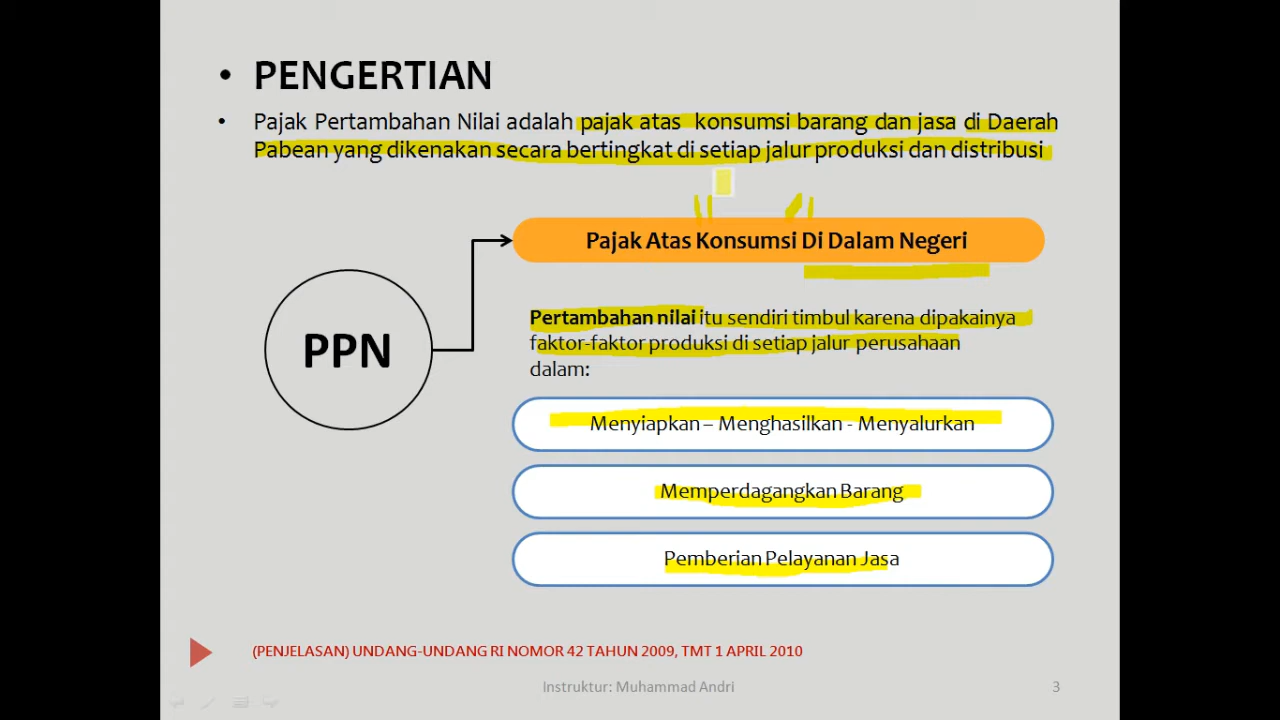 • PENGERTIAN
• Pajak Pertambahan Nilai adalah pajak atas konsumsi barang dan jasa di Daerah
Pabean yang dikenakan secara bertingkat di setiap jalur produksi dan distribusi
Pajak Atas Konsumsi Di Dalam Negeri
PPN
Pertambahan nilai itu sendiri timbul karena dipakainya
faktor-faktor produksi di setiap jalur perusahaan
dalam:
Menyiapkan – Menghasilkan - Menyalurkan
Memperdagangkan Barang
Pemberian Pelayanan Jasa
(PENJELASAN) UNDANG-UNDANG RI NOMOR 42 TAHUN 2009, TMT 1 APRIL 2010
Instruktur: Muhammad Andri
3